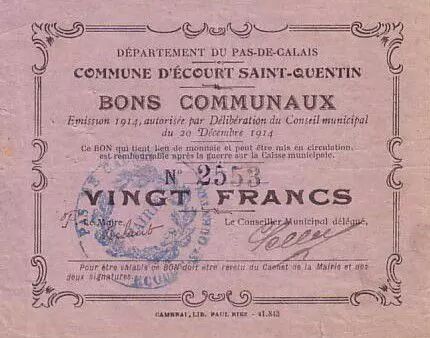 DÉPARTEMENT DU PAS-DE-CALAIS
COMMUNE D'ÉCOURT SAINT-QUENTIN
BONS COMMUNAUX
Emission 1914, autorisée par Délibération du Conseil municipal
du 20 Décembre 1914
Ce BON qui tient lieu de monnaie et peut être mis en circulation,
est remboursable après la guerre sur la Caisse municipale.
N° 2553
VINGT FRANCS
Le Maire,
Le Conseiller Municipal délégué,
Pour être valable ce BON doit être revêtu du Cachet de la Mairie et des
deux signatures.
CAMBRAI, LIB. PAUL RIEZ - 41.843